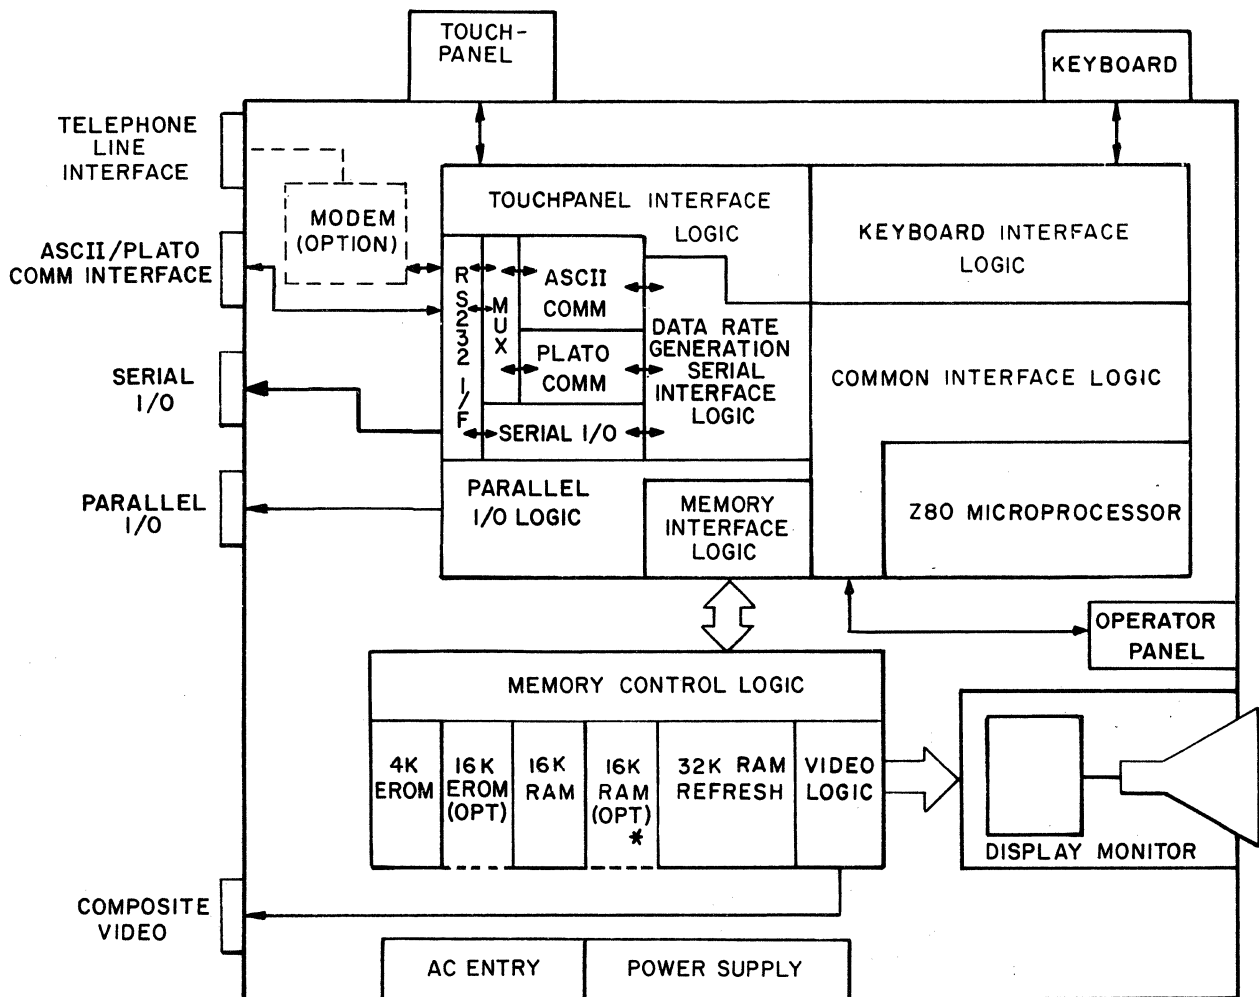 TOUCH-
PANEL
KEYBOARD
TELEPHONE
LINE
INTERFACE
MODEM
(OPTION)
ASCII/PLATO
COMM INTERFACE
SERIAL
I/O
PARALLEL
I/O
COMPOSITE
VIDEO
TOUCHPANEL INTERFACE
LOGIC
KEYBOARD INTERFACE
LOGIC
RS232 I/F
MUX
ASCII
COMM
PLATO
COMM
SERIAL I/O
DATA RATE
GENERATION
SERIAL
INTERFACE
LOGIC
COMMON INTERFACE LOGIC
PARALLEL
I/O LOGIC
MEMORY
INTERFACE
LOGIC
Z80 MICROPROCESSOR
OPERATOR
PANEL
MEMORY CONTROL LOGIC
4K
EROM
16K
EROM
(OPT)
16K
RAM
16K
RAM
(OPT)
*
32K RAM
REFRESH
VIDEO
LOGIC
DISPLAY MONITOR
AC ENTRY
POWER SUPPLY